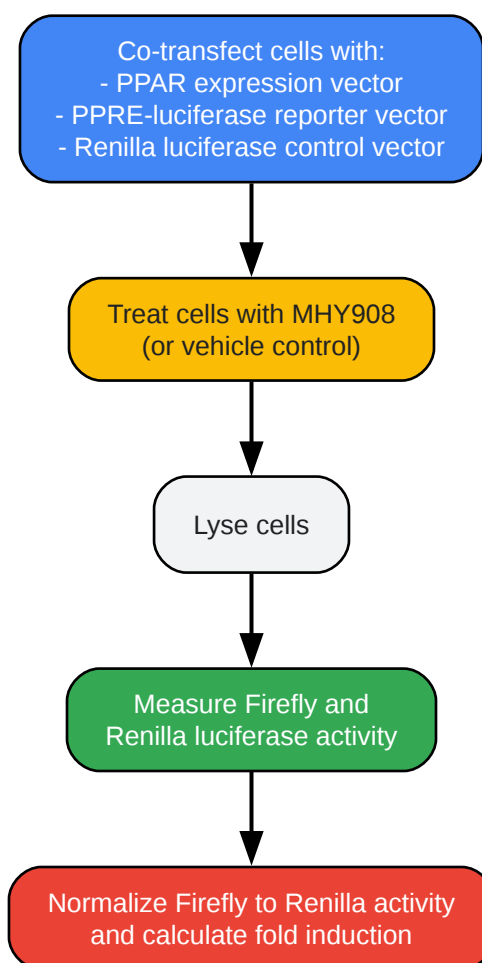 Co-transfect cells with:
- PPAR expression vector
- PPRE-luciferase reporter vector
- Renilla luciferase control vector
Treat cells with MHY908
(or vehicle control)
Lyse cells
Measure Firefly and
Renilla luciferase activity
Normalize Firefly to Renilla activity
and calculate fold induction